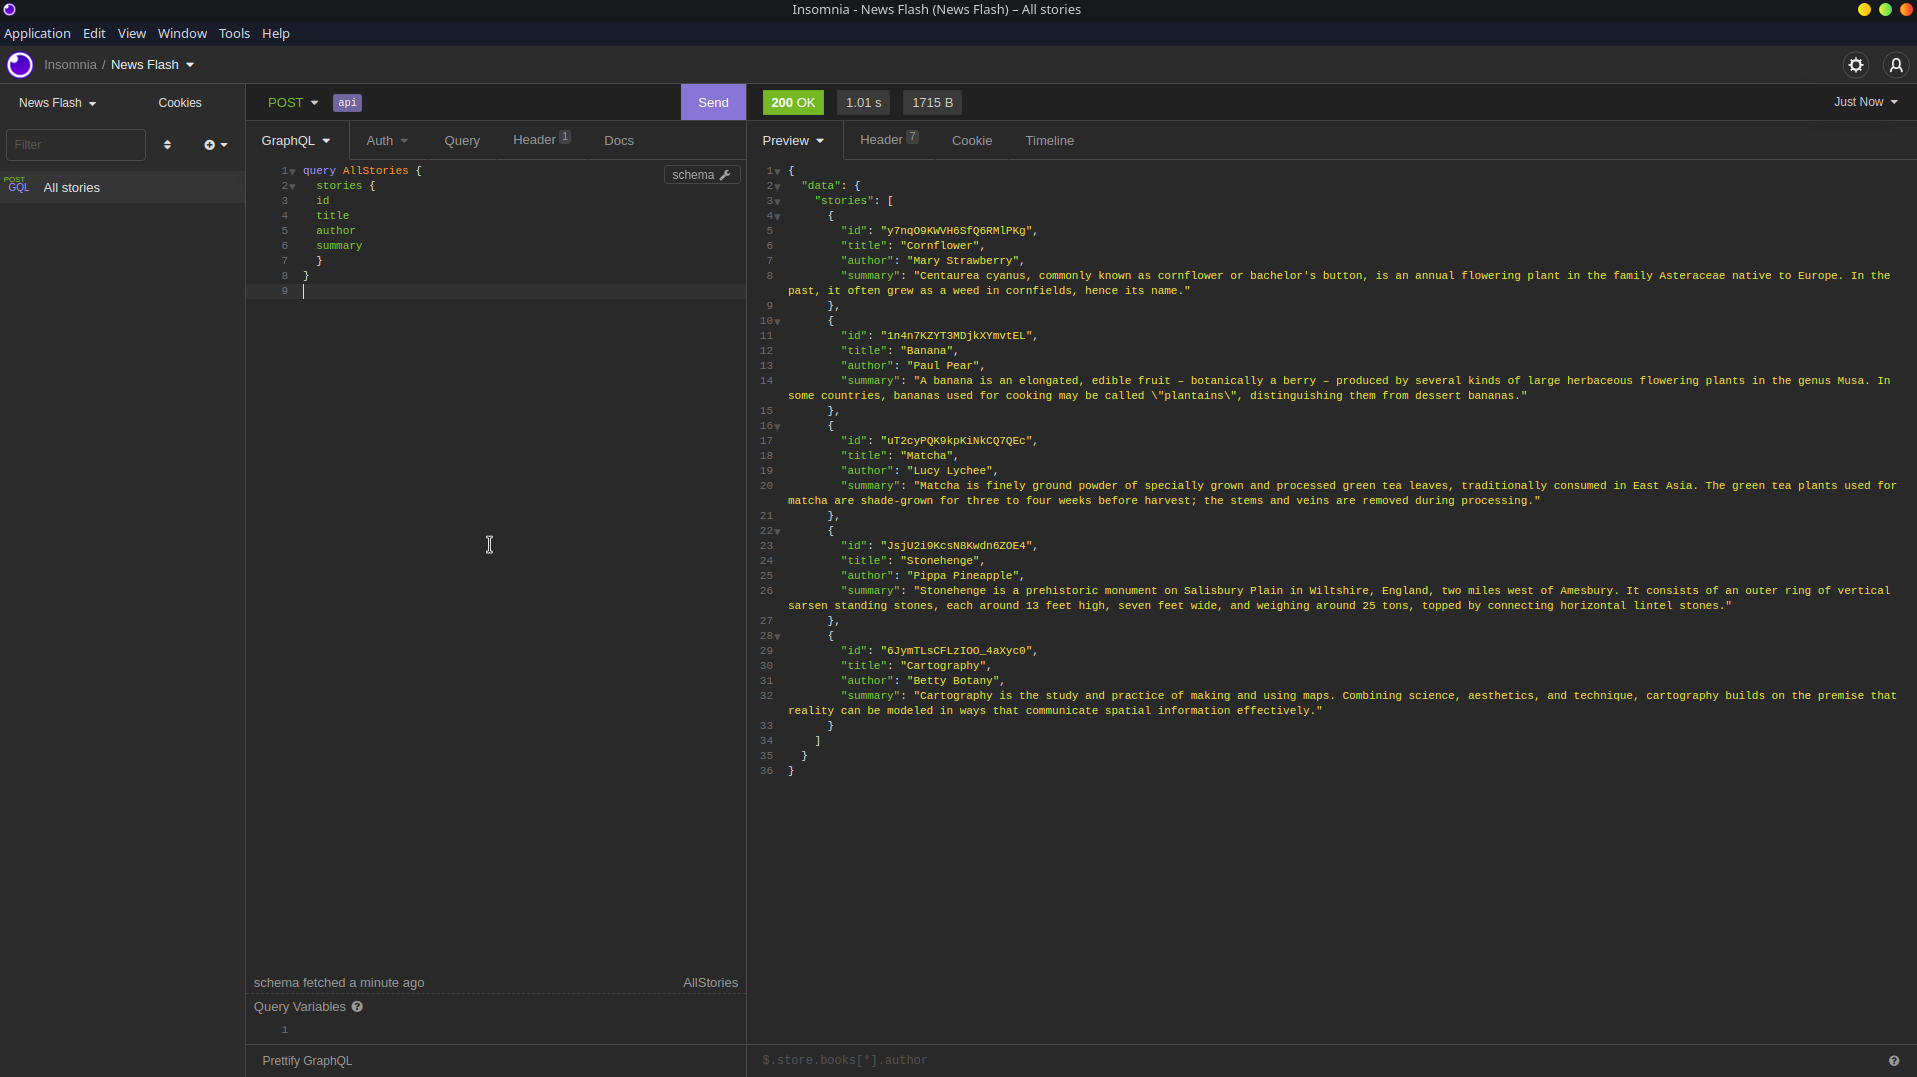 Insomnia - News Flash (News Flash) – All stories
Application Edit View Window Tools Help
Insomnia / News Flash
News Flash Cookies
POST api Send
200 OK 1.01 s 1715 B Just Now
Filter
GraphQL Auth Query Header 1 Docs
Preview Header 7 Cookie Timeline
POST
GQL All stories
schema
1 query AllStories {
2 stories {
3 id
4 title
5 author
6 summary
7 }
8 }
9
schema fetched a minute ago AllStories
Query Variables ?
1
Prettify GraphQL
1 {
2 "data": {
3 "stories": [
4 {
5 "id": "y7nqO9KWVH6SfQ6RMlPKg",
6 "title": "Cornflower",
7 "author": "Mary Strawberry",
8 "summary": "Centaurea cyanus, commonly known as cornflower or bachelor's button, is an annual flowering plant in the family Asteraceae native to Europe. In the
past, it often grew as a weed in cornfields, hence its name."
9 },
10 {
11 "id": "1n4n7KZYT3MDjkXYmvtEL",
12 "title": "Banana",
13 "author": "Paul Pear",
14 "summary": "A banana is an elongated, edible fruit – botanically a berry – produced by several kinds of large herbaceous flowering plants in the genus Musa. In
some countries, bananas used for cooking may be called \"plantains\", distinguishing them from dessert bananas."
15 },
16 {
17 "id": "uT2cyPQK9kpKiNkCQ7QEc",
18 "title": "Matcha",
19 "author": "Lucy Lychee",
20 "summary": "Matcha is finely ground powder of specially grown and processed green tea leaves, traditionally consumed in East Asia. The green tea plants used for
matcha are shade-grown for three to four weeks before harvest; the stems and veins are removed during processing."
21 },
22 {
23 "id": "JsjU2i9KcsN8Kwdn6ZOE4",
24 "title": "Stonehenge",
25 "author": "Pippa Pineapple",
26 "summary": "Stonehenge is a prehistoric monument on Salisbury Plain in Wiltshire, England, two miles west of Amesbury. It consists of an outer ring of vertical
sarsen standing stones, each around 13 feet high, seven feet wide, and weighing around 25 tons, topped by connecting horizontal lintel stones."
27 },
28 {
29 "id": "6JymTLsCFLzIOO_4aXyc0",
30 "title": "Cartography",
31 "author": "Betty Botany",
32 "summary": "Cartography is the study and practice of making and using maps. Combining science, aesthetics, and technique, cartography builds on the premise that
reality can be modeled in ways that communicate spatial information effectively."
33 }
34 ]
35 }
36 }
$.store.books[*].author ?